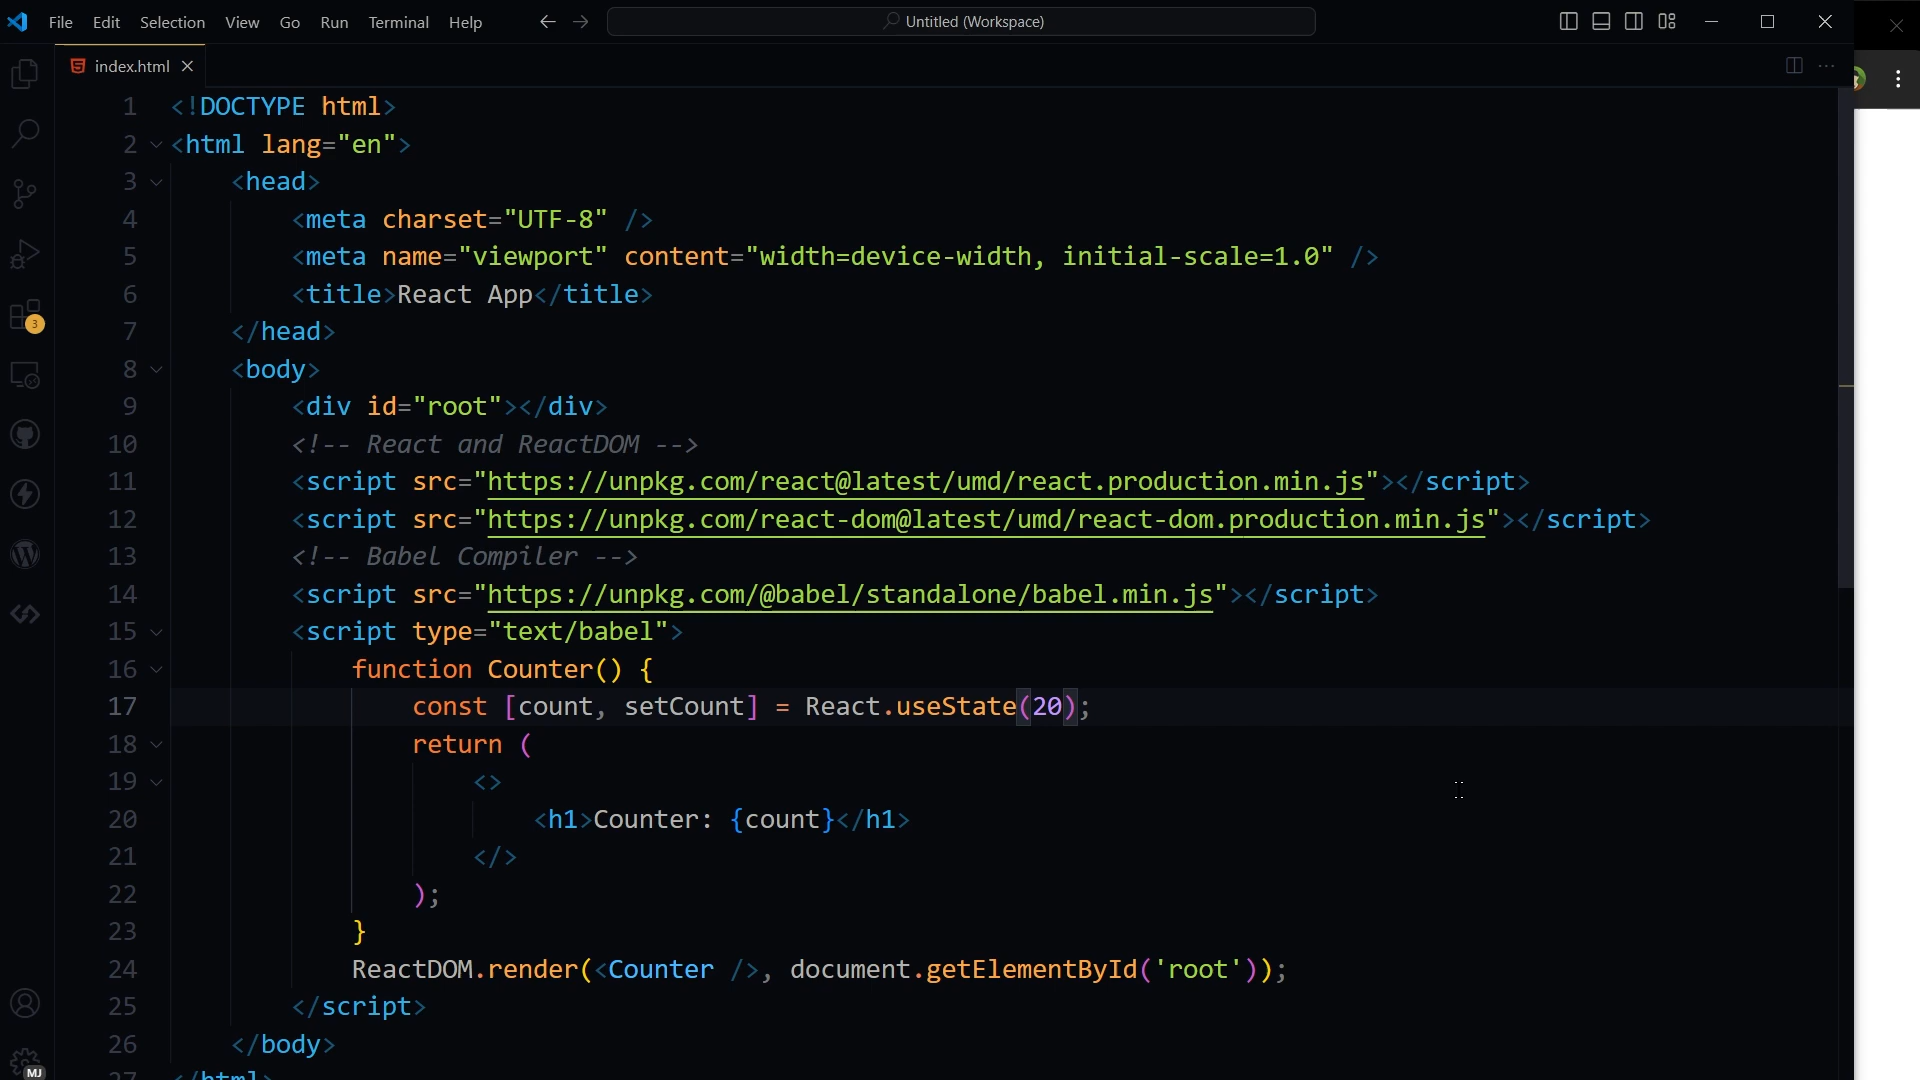 File Edit Selection View Go Run Terminal Help Untitled (Workspace)
index.html
1 <!DOCTYPE html>
2 <html lang="en">
3 <head>
4 <meta charset="UTF-8" />
5 <meta name="viewport" content="width=device-width, initial-scale=1.0" />
6 <title>React App</title>
7 </head>
8 <body>
9 <div id="root"></div>
10 <!-- React and ReactDOM -->
11 <script src="https://unpkg.com/react@latest/umd/react.production.min.js"></script>
12 <script src="https://unpkg.com/react-dom@latest/umd/react-dom.production.min.js"></script>
13 <!-- Babel Compiler -->
14 <script src="https://unpkg.com/@babel/standalone/babel.min.js"></script>
15 <script type="text/babel">
16 function Counter() {
17 const [count, setCount] = React.useState(20);
18 return (
19 <>
20 <h1>Counter: {count}</h1>
21 </>
22 );
23 }
24 ReactDOM.render(<Counter />, document.getElementById('root'));
25 </script>
26 </body>
27 </html>
3
MJ